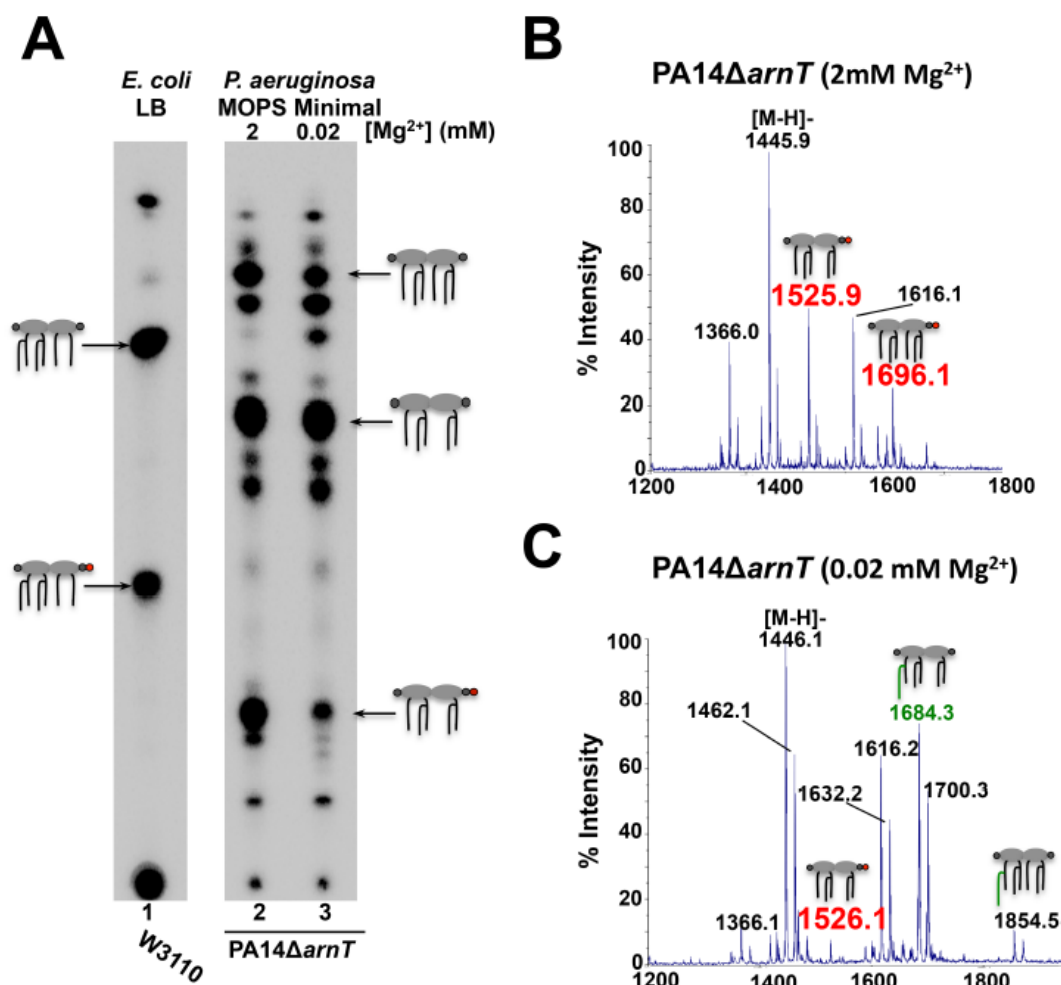 A
E. coli
LB
P. aeruginosa
MOPS Minimal
2 0.02 [Mg²⁺] (mM)
1
2 3
W3110
PA14ΔarnT
B
PA14ΔarnT (2mM Mg²⁺)
[M-H]-
1445.9
1525.9
1616.1
1366.0
1696.1
% Intensity
100
80
60
40
20
0
1200 1400 1600 1800
C
PA14ΔarnT (0.02 mM Mg²⁺)
[M-H]-
1446.1
1684.3
1462.1
1616.2
1632.2
1700.3
1526.1
1366.1
1854.5
% Intensity
100
80
60
40
20
0
1200 1400 1600 1800